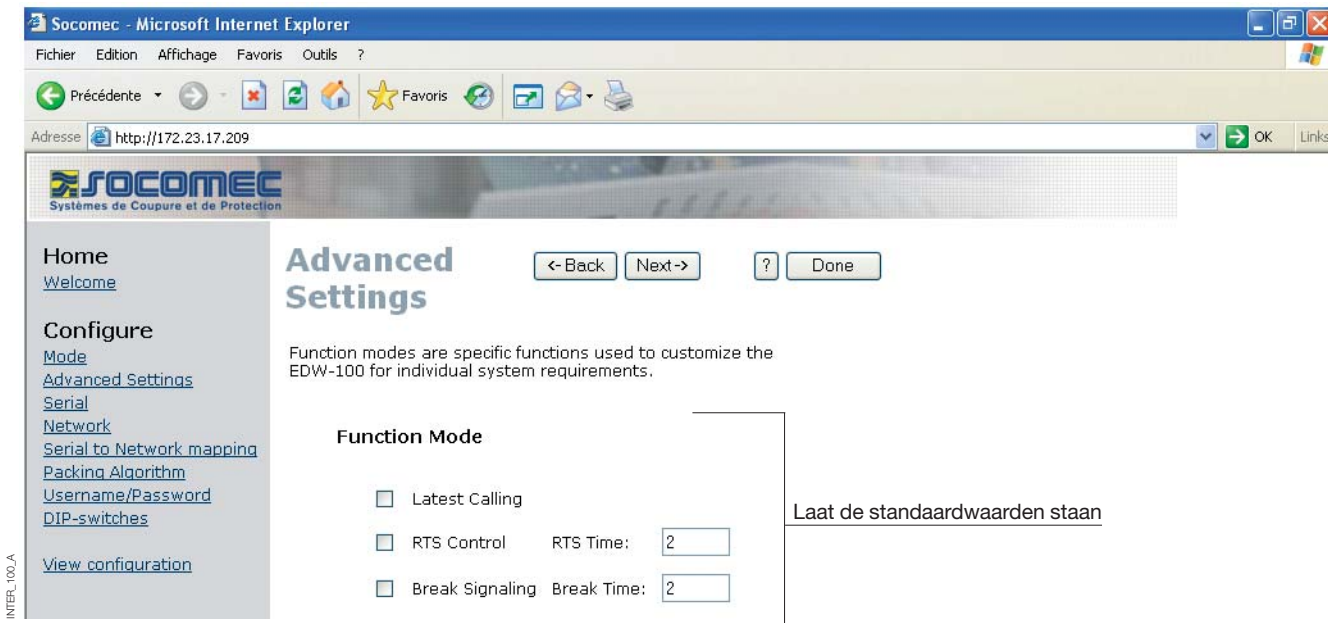 Socomec - Microsoft Internet Explorer
Fichier Edition Affichage Favoris Outils ?
Précédente Favoris
Adresse http://172.23.17.209 OK Links
SOCOMEC
Systèmes de Coupure et de Protection
Home
Welcome
Configure
Mode
Advanced Settings
Serial
Network
Serial to Network mapping
Packing Algorithm
Username/Password
DIP-switches
View configuration
Advanced
Settings
<-Back Next-> ? Done
Function modes are specific functions used to customize the
EDW-100 for individual system requirements.
Function Mode
Latest Calling
RTS Control RTS Time: 2
Break Signaling Break Time: 2
Laat de standaardwaarden staan
INTER_100_A